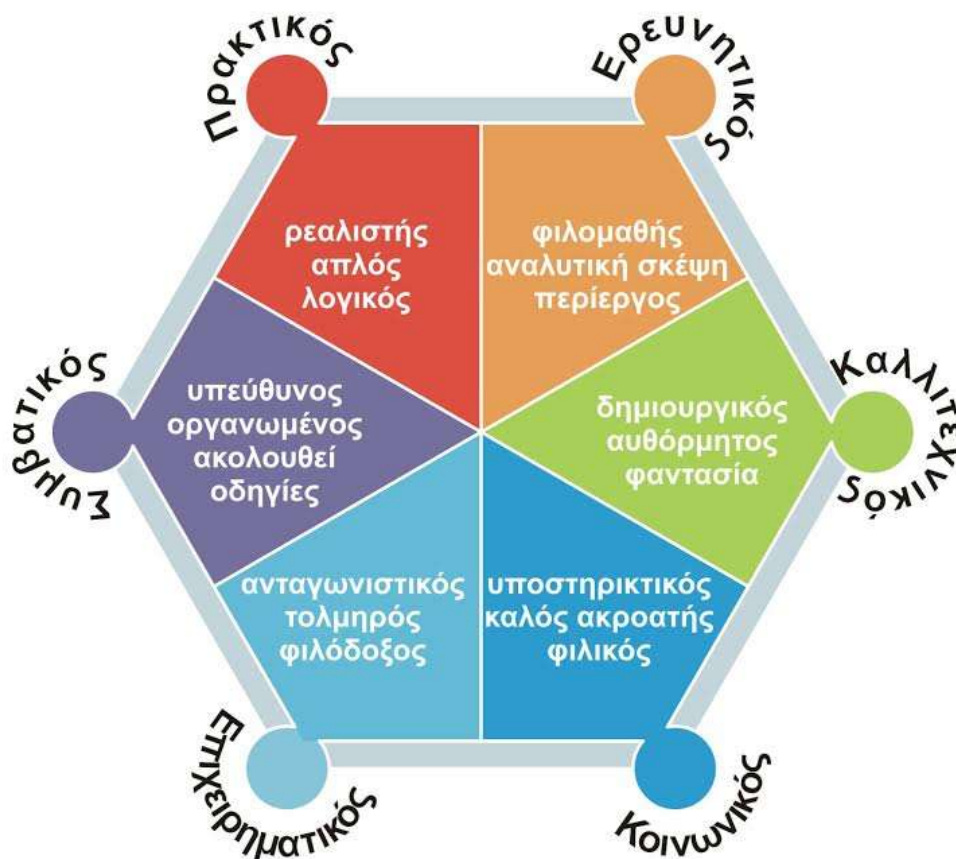 Πρακτικός
Ερευνητικός
ρεαλιστής
απλός
λογικός
φιλομαθής
αναλυτική σκέψη
περίεργος
Συμβατικός
υπεύθυνος
οργανωμένος
ακολουθεί
οδηγίες
δημιουργικός
αυθόρμητος
φαντασία
Καλλιτεχνικός
ανταγωνιστικός
τολμηρός
φιλόδοξος
υποστηρικτικός
καλός ακροατής
φιλικός
Επιχειρηματικός
Κοινωνικός